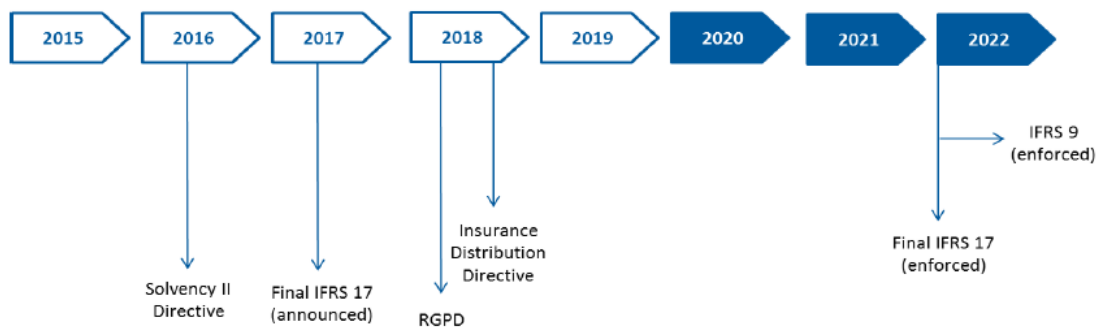 2015
2016
2017
2018
2019
2020
2021
2022
IFRS 9
(enforced)
Insurance
Distribution
Directive
Final IFRS 17
(enforced)
Solvency II
Directive
Final IFRS 17
(announced)
RGPD